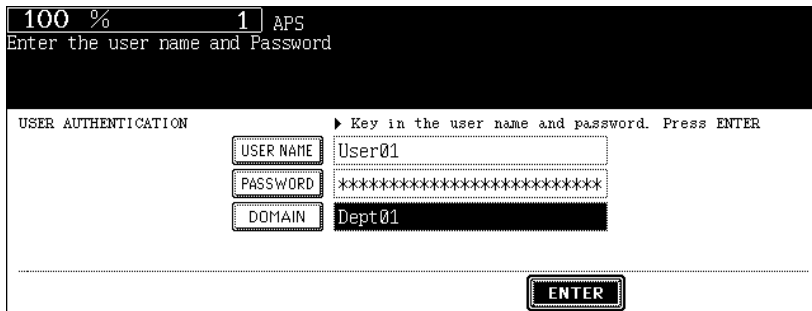 100 % 1 APS
Enter the user name and Password
USER AUTHENTICATION Key in the user name and password. Press ENTER
USER NAME User01
PASSWORD **************************
DOMAIN Dept01
ENTER